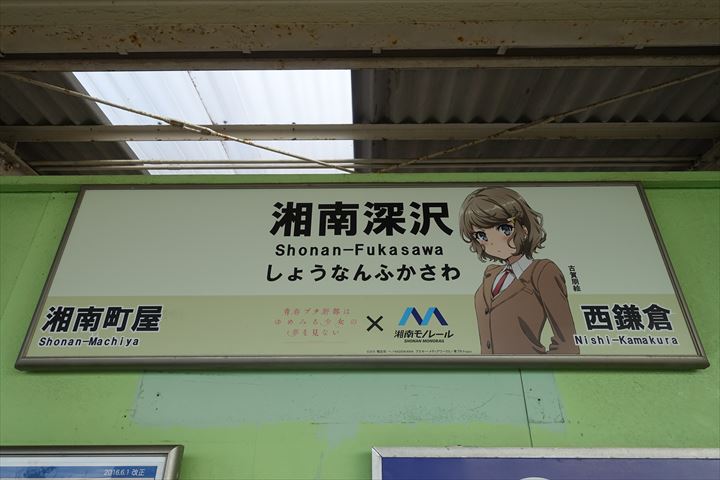 湘南深沢
Shonan-Fukasawa
しょうなんふかさわ
古賀朋絵
湘南町屋
Shonan-Machiya
青春ブタ野郎は
ゆめみる少女の
夢を見ない
×
湘南モノレール
SHONAN MONORAIL
西鎌倉
Nishi-Kamakura
2016.6.1 改正